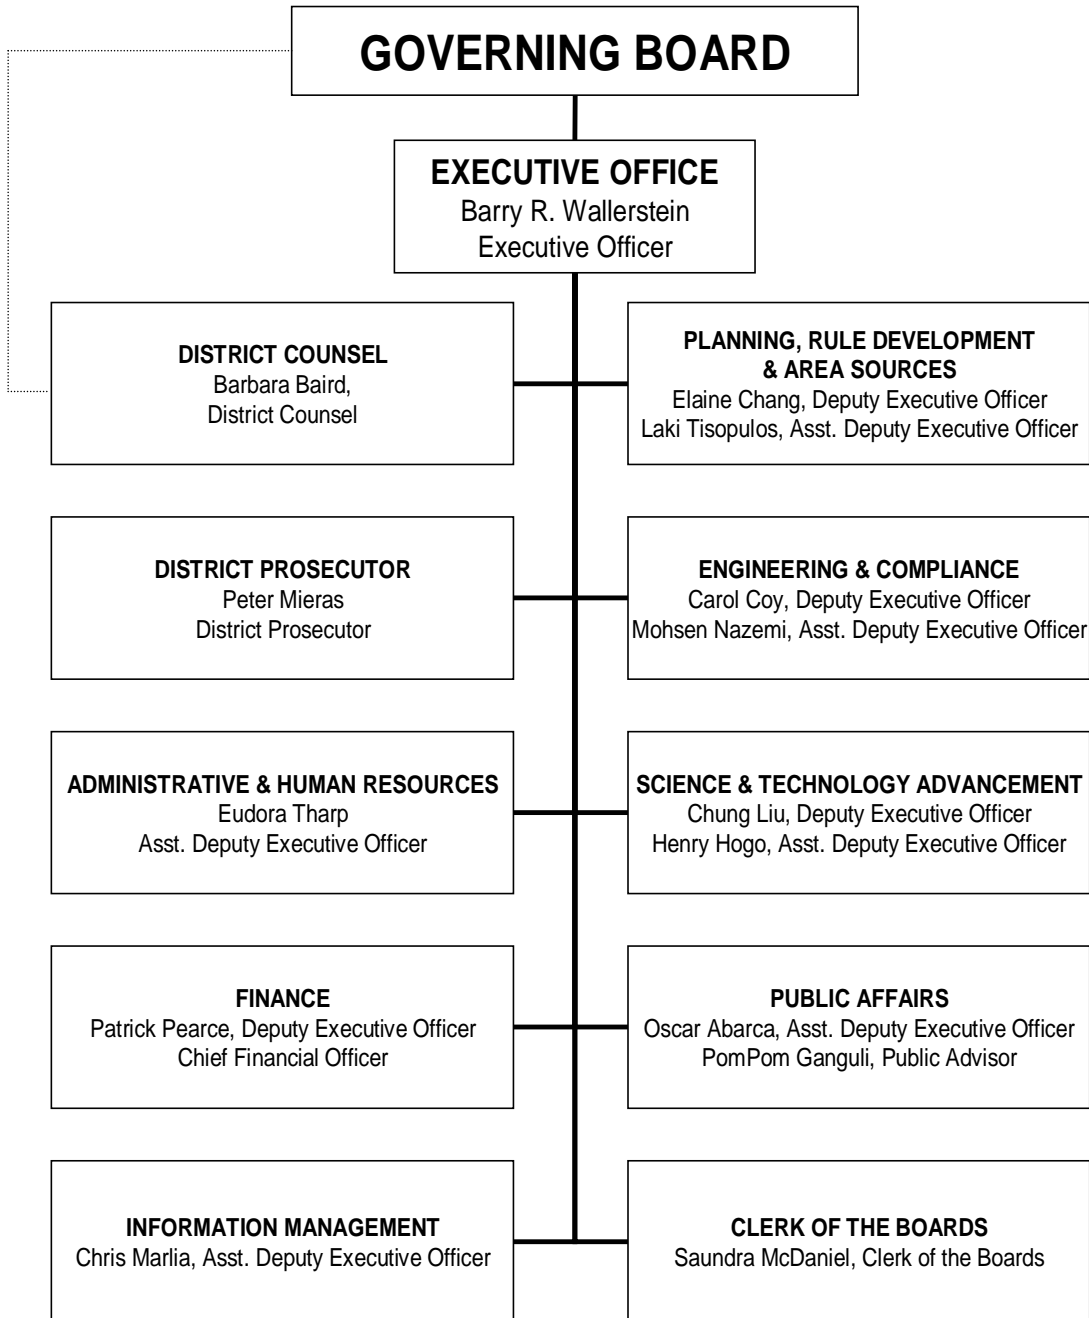 GOVERNING BOARD
EXECUTIVE OFFICE
Barry R. Wallerstein
Executive Officer
DISTRICT COUNSEL
Barbara Baird,
District Counsel
PLANNING, RULE DEVELOPMENT
& AREA SOURCES
Elaine Chang, Deputy Executive Officer
Laki Tisopulos, Asst. Deputy Executive Officer
DISTRICT PROSECUTOR
Peter Mieras
District Prosecutor
ENGINEERING & COMPLIANCE
Carol Coy, Deputy Executive Officer
Mohsen Nazemi, Asst. Deputy Executive Officer
ADMINISTRATIVE & HUMAN RESOURCES
Eudora Tharp
Asst. Deputy Executive Officer
SCIENCE & TECHNOLOGY ADVANCEMENT
Chung Liu, Deputy Executive Officer
Henry Hogo, Asst. Deputy Executive Officer
FINANCE
Patrick Pearce, Deputy Executive Officer
Chief Financial Officer
PUBLIC AFFAIRS
Oscar Abarca, Asst. Deputy Executive Officer
PomPom Ganguli, Public Advisor
INFORMATION MANAGEMENT
Chris Marlia, Asst. Deputy Executive Officer
CLERK OF THE BOARDS
Saundra McDaniel, Clerk of the Boards